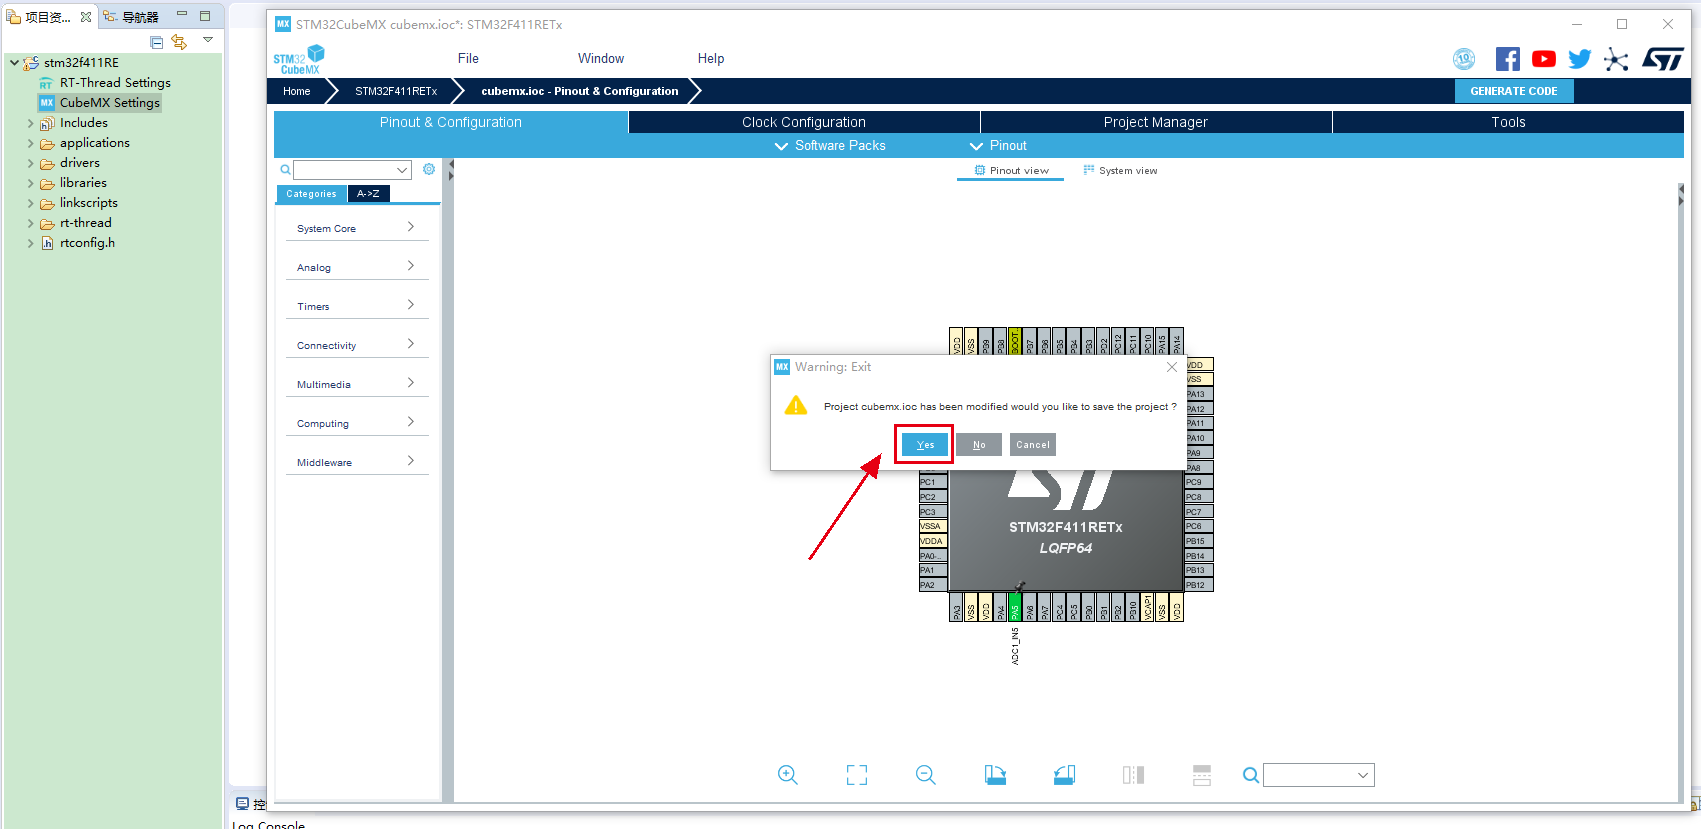 项目资...
导航器
stm32f411RE
RT-Thread Settings
CubeMX Settings
Includes
applications
drivers
libraries
linkscripts
rt-thread
rtconfig.h
STM32CubeMX cubemx.ioc*: STM32F411RETx
STM32
CubeMX
File
Window
Help
Home
STM32F411RETx
cubemx.ioc - Pinout & Configuration
GENERATE CODE
Pinout & Configuration
Clock Configuration
Project Manager
Tools
Software Packs
Pinout
Pinout view
System view
Categories
A->Z
System Core
Analog
Timers
Connectivity
Multimedia
Computing
Middleware
VDD
VSS
PB9
PB8
BOOT
PB7
PB6
PB5
PB4
PB3
PD2
PC12
PC11
PC10
PA15
PA14
Warning: Exit
Project cubemx.ioc has been modified would you like to save the project ?
Yes
No
Cancel
VDD
VSS
PA13
PA12
PA11
PA10
PA9
PA8
PC9
PC8
PC7
PC6
PB15
PB14
PB13
PB12
PC1
PC2
PC3
VSSA
VDDA
PA0-..
PA1
PA2
STM32F411RETx
LQFP64
PA3
VSS
VDD
PA4
PA5
PA6
PA7
PC4
PC5
PB0
PB1
PB2
PB10
VCAP1
VSS
VDD
ADC1_IN5
控
Log Console